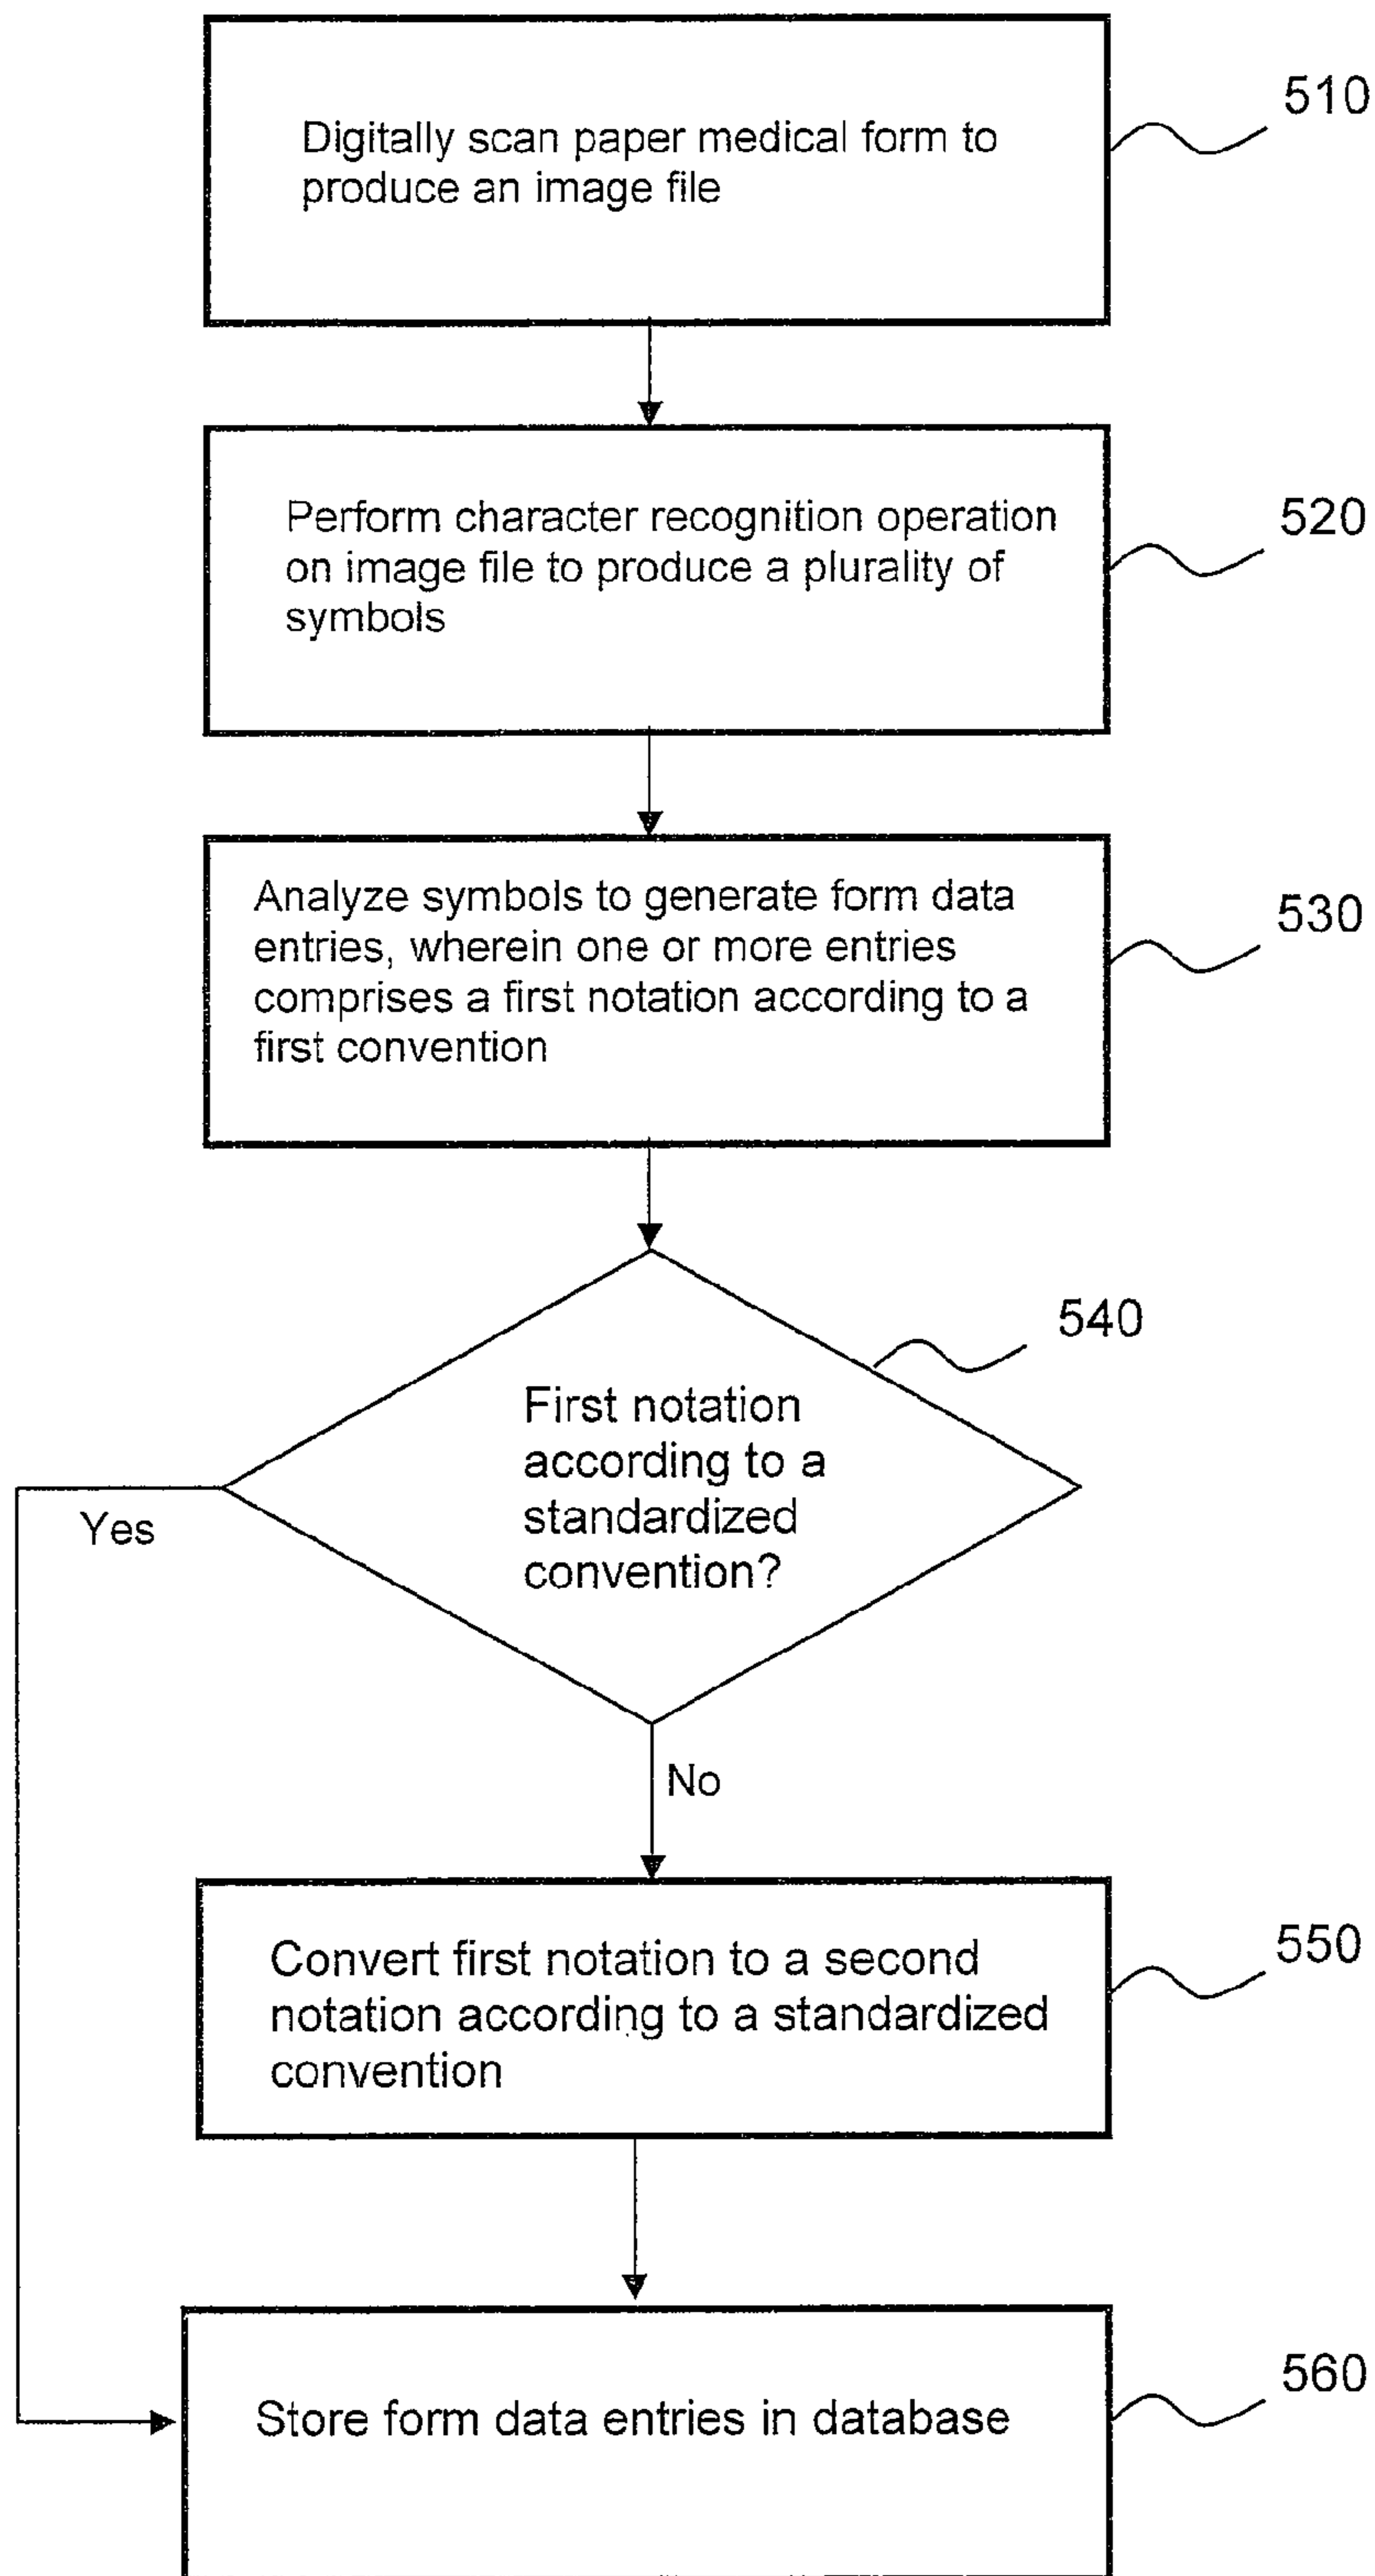 Digitally scan paper medical form to
produce an image file
510
Perform character recognition operation
on image file to produce a plurality of
symbols
520
Analyze symbols to generate form data
entries, wherein one or more entries
comprises a first notation according to a
first convention
530
540
First notation
according to a
standardized
convention?
Yes
No
Convert first notation to a second
notation according to a standardized
convention
550
Store form data entries in database
560